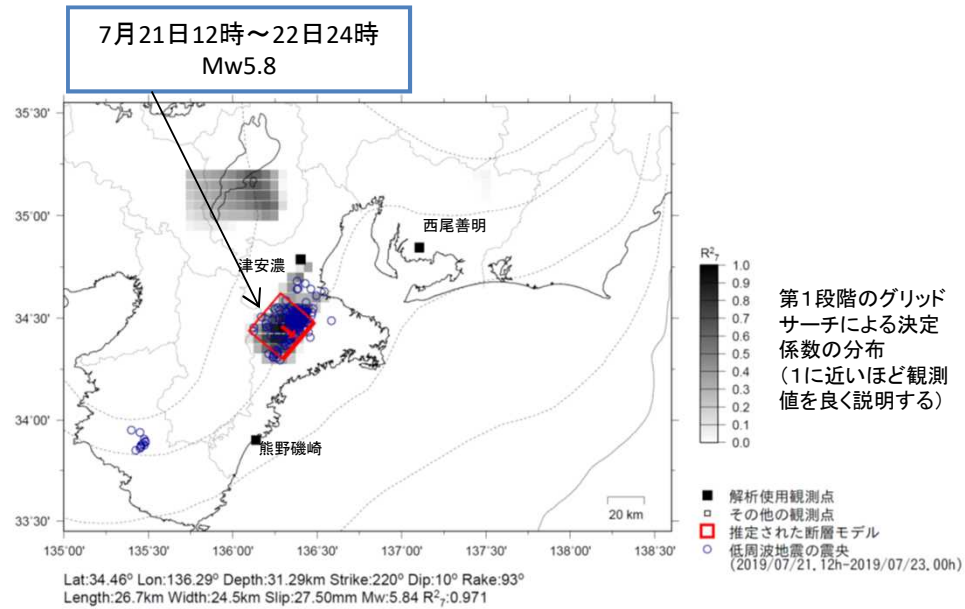 7月21日12時～22日24時
Mw5.8
35°30'
35°00'
34°30'
34°00'
33°30'
135°00'
135°30'
136°00'
136°30'
137°00'
137°30'
138°00'
138°30'
西尾善明
津安濃
熊野磯崎
20 km
R²₇
1.0
0.9
0.8
0.7
0.6
0.5
0.4
0.3
0.2
0.1
0.0
第1段階のグリッド
サーチによる決定
係数の分布
(1に近いほど観測
値を良く説明する)
解析使用観測点
その他の観測点
推定された断層モデル
低周波地震の震央
(2019/07/21.12h-2019/07/23.00h)
Lat:34.46° Lon:136.29° Depth:31.29km Strike:220° Dip:10° Rake:93°
Length:26.7km Width:24.5km Slip:27.50mm Mw:5.84 R²₇:0.971